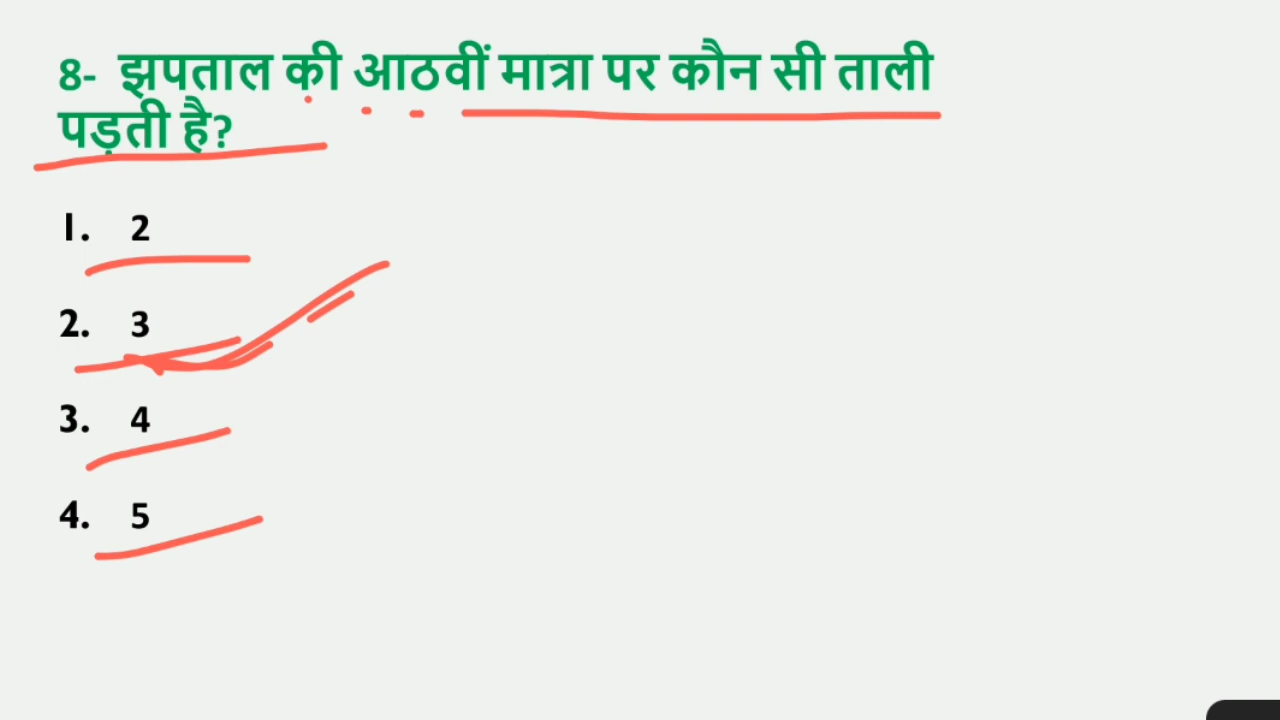 8- झपताल की आठवीं मात्रा पर कौन सी ताली
पड़ती है?
1. 2
2. 3
3. 4
4. 5